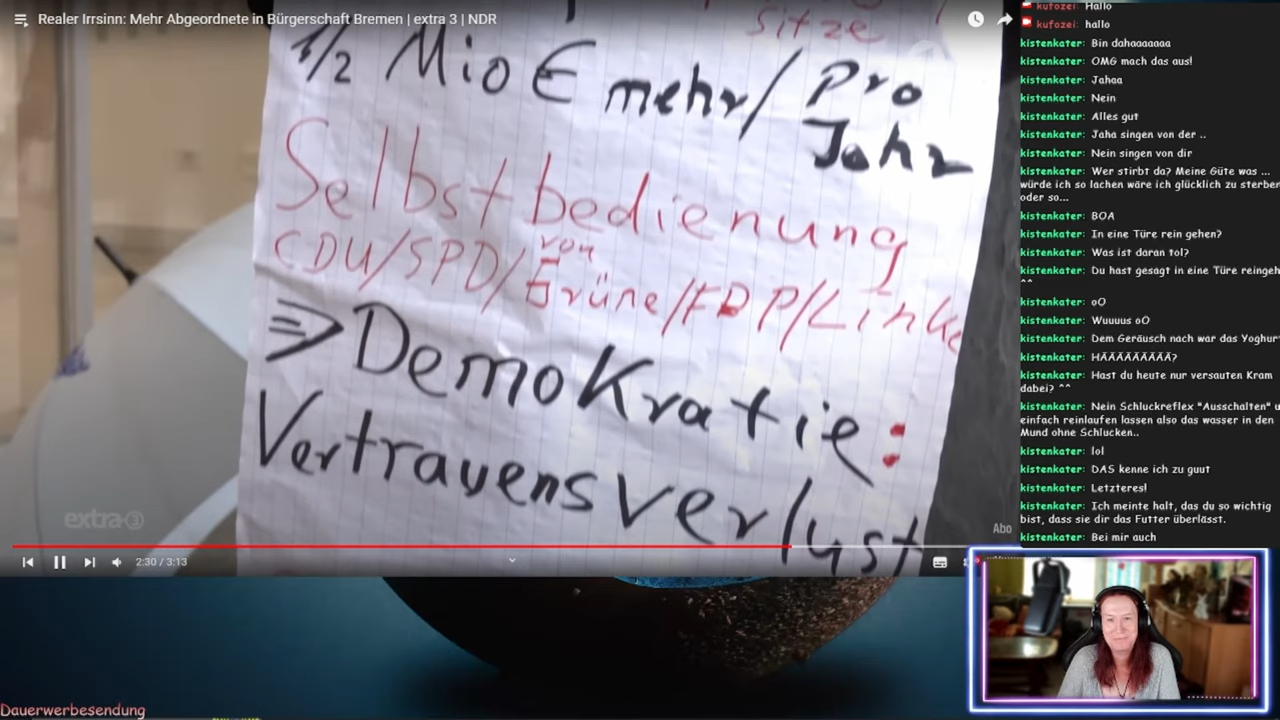 Realer Irrsinn: Mehr Abgeordnete in Bürgerschaft Bremen | extra 3 | NDR
Sitze
1/2 Mio € mehr/ Pro
Jahr
Selbstbedienung
von
CDU/SPD/Grüne/FDP/Linke
⇒Demokratie:
Vertrauensverlust
extra 3
Abo
2:30 / 3:13
kufozei: Hallo
kufozei: hallo
kistenkater: Bin dahaaaaaaa
kistenkater: OMG mach das aus!
kistenkater: Jahaa
kistenkater: Nein
kistenkater: Alles gut
kistenkater: Jaha singen von der ..
kistenkater: Nein singen von dir
kistenkater: Wer stirbt da? Meine Güte was ...
würde ich so lachen wäre ich glücklich zu sterben
oder so...
kistenkater: BOA
kistenkater: In eine Türe rein gehen?
kistenkater: Was ist daran tol?
kistenkater: Du hast gesagt in eine Türe reingeh
^^
kistenkater: oO
kistenkater: Wuuuus oO
kistenkater: Dem Geräusch nach war das Yoghur
kistenkater: HÄÄÄÄÄÄÄÄÄ?
kistenkater: Hast du heute nur versauten Kram
dabei? ^^
kistenkater: Nein Schluckreflex "Ausschalten" u
einfach reinlaufen lassen also das wasser in den
Mund ohne Schlucken..
kistenkater: lol
kistenkater: DAS kenne ich zu guut
kistenkater: Letzteres!
kistenkater: Ich meinte halt, das du so wichtig
bist, dass sie dir das Futter überlässt.
kistenkater: Bei mir auch
Dauerwerbesendung